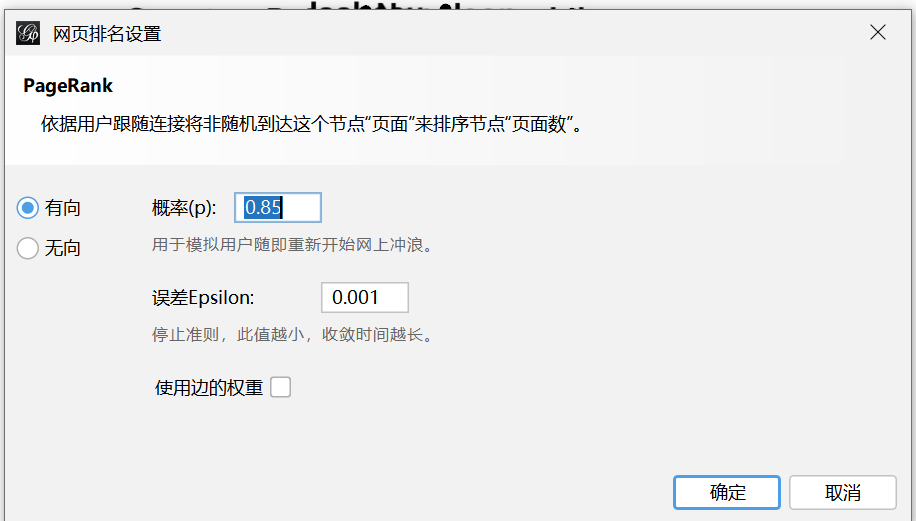 网页排名设置
PageRank
依据用户跟随连接将非随机到达这个节点“页面”来排序节点“页面数”。
有向
概率(p): 0.85
无向
用于模拟用户随即重新开始网上冲浪。
误差Epsilon: 0.001
停止准则，此值越小，收敛时间越长。
使用边的权重
确定 取消